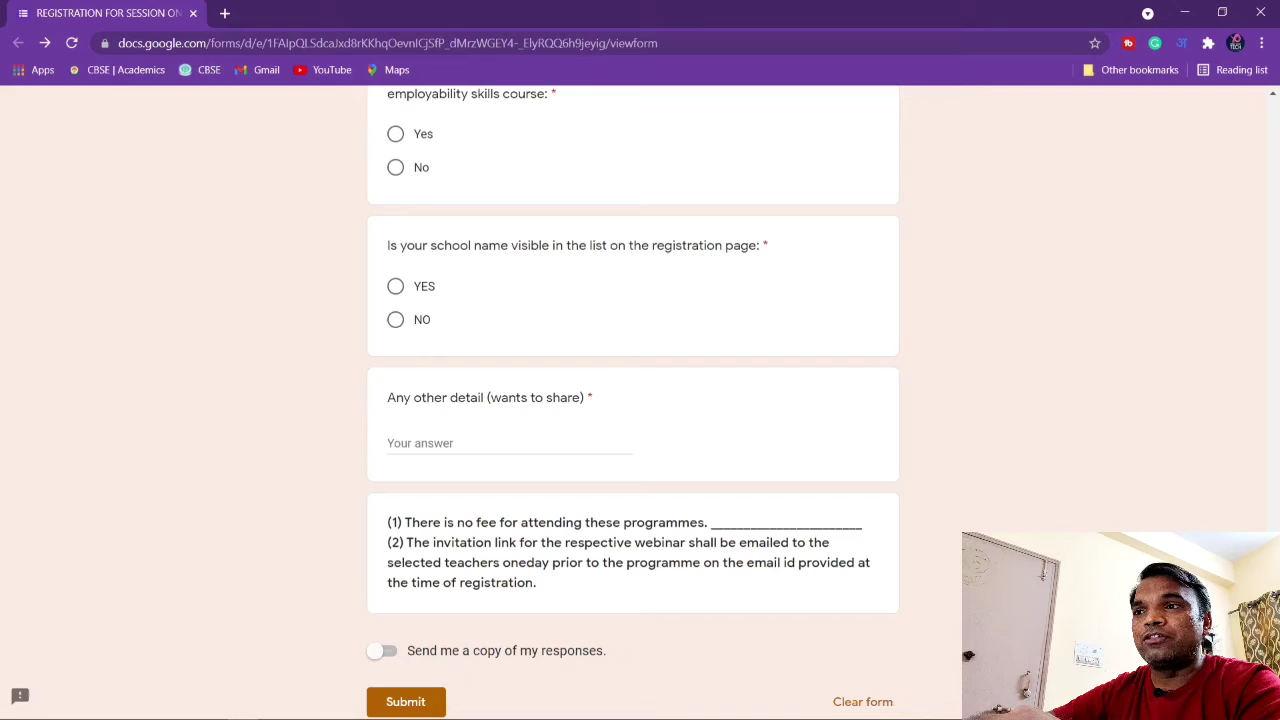 REGISTRATION FOR SESSION ON
docs.google.com/forms/d/e/1FAIpQLSdcaJxd8rKKhqOevnICjSfP_dMrzWGEY4-_ElyRQQ6h9jeyig/viewform
Apps CBSE | Academics CBSE Gmail YouTube Maps Other bookmarks Reading list
employability skills course: *
Yes
No
Is your school name visible in the list on the registration page: *
YES
NO
Any other detail (wants to share) *
Your answer
(1) There is no fee for attending these programmes. _______________________
(2) The invitation link for the respective webinar shall be emailed to the
selected teachers oneday prior to the programme on the email id provided at
the time of registration.
Send me a copy of my responses.
Submit Clear form